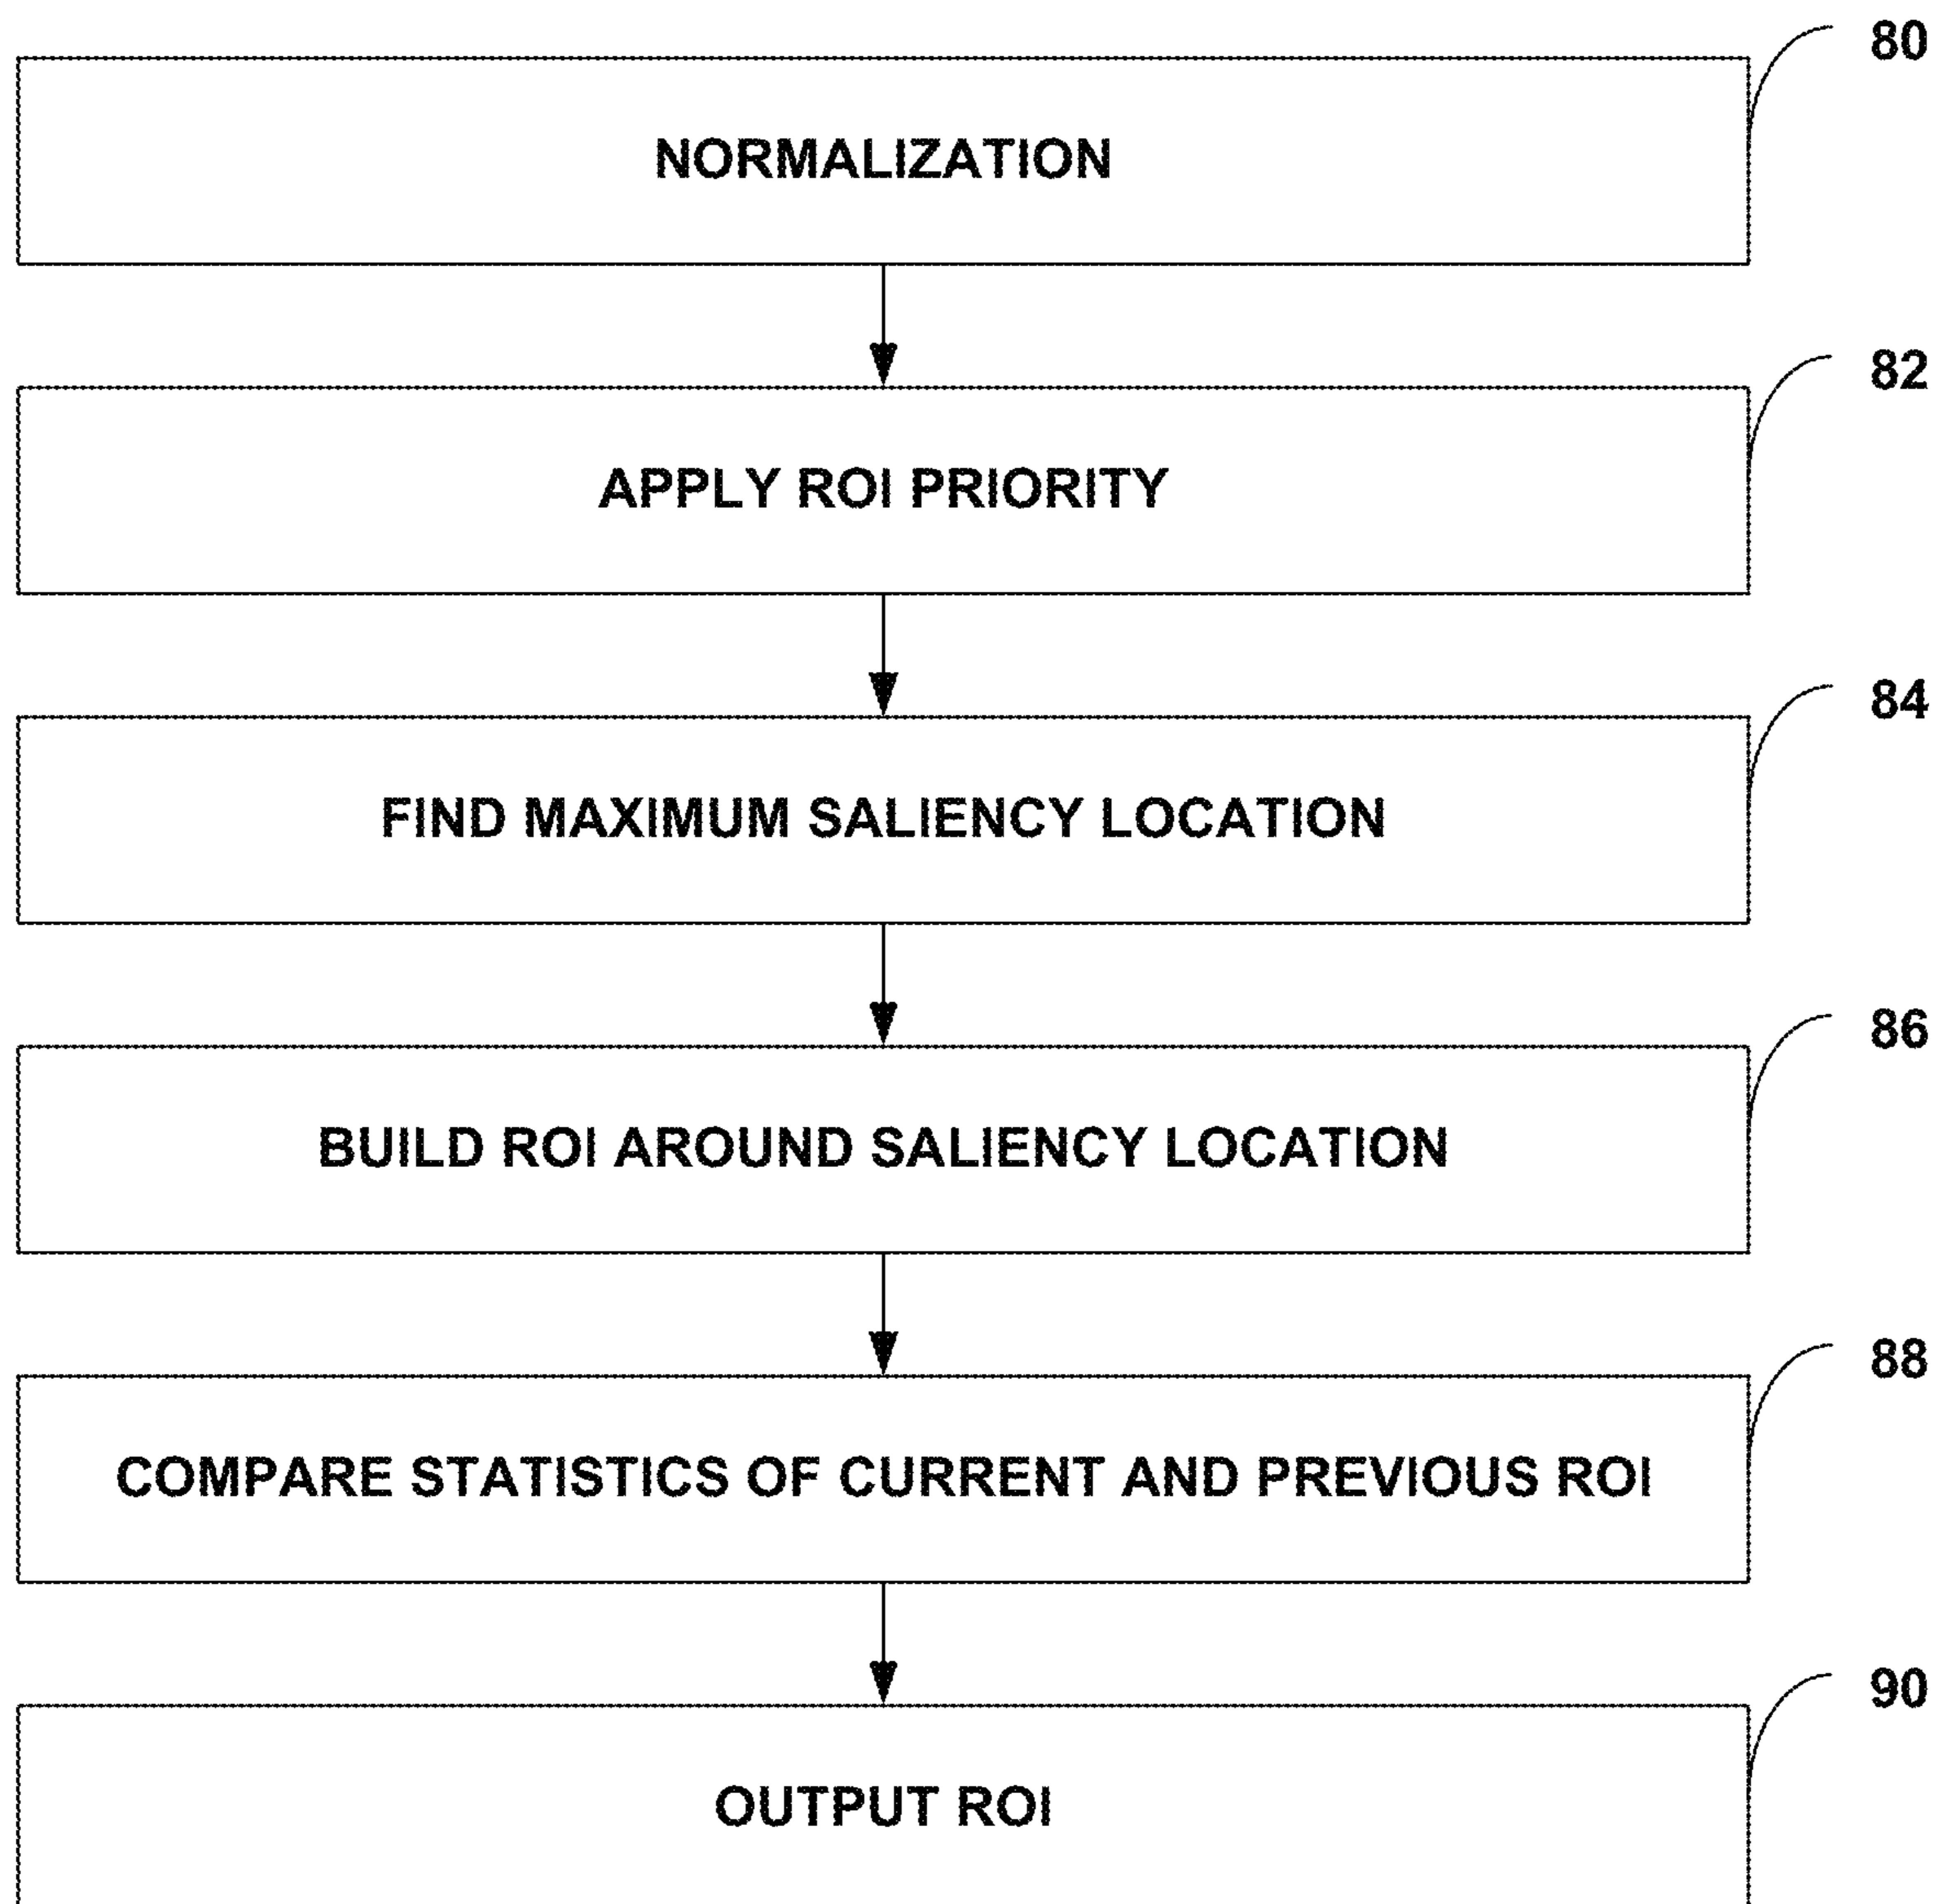 80
NORMALIZATION
82
APPLY ROI PRIORITY
84
FIND MAXIMUM SALIENCY LOCATION
86
BUILD ROI AROUND SALIENCY LOCATION
88
COMPARE STATISTICS OF CURRENT AND PREVIOUS ROI
90
OUTPUT ROI